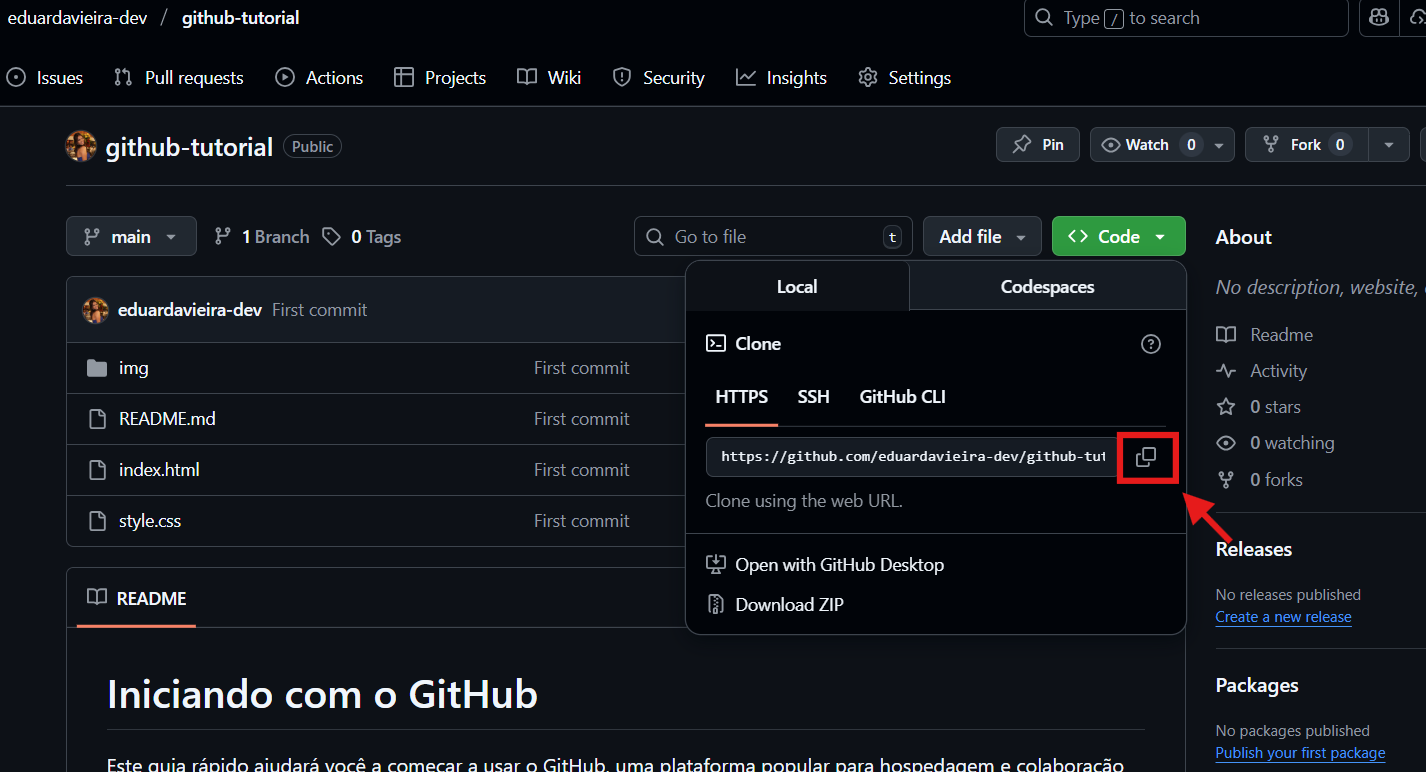 eduardavieira-dev / github-tutorial
Type / to search
Issues Pull requests Actions Projects Wiki Security Insights Settings
github-tutorial Public
Pin Watch 0 Fork 0
main 1 Branch 0 Tags Go to file t Add file Code
About
Local Codespaces
No description, website,
eduardavieira-dev First commit
Clone
Readme
img First commit
Activity
HTTPS SSH GitHub CLI
0 stars
README.md First commit
0 watching
https://github.com/eduardavieira-dev/github-tut
index.html First commit
0 forks
Clone using the web URL.
style.css First commit
Releases
Open with GitHub Desktop
No releases published
README
Download ZIP
Create a new release
Iniciando com o GitHub
Packages
No packages published
Publish your first package
Este guia rápido ajudará você a começar a usar o GitHub, uma plataforma popular para hospedagem e colaboração